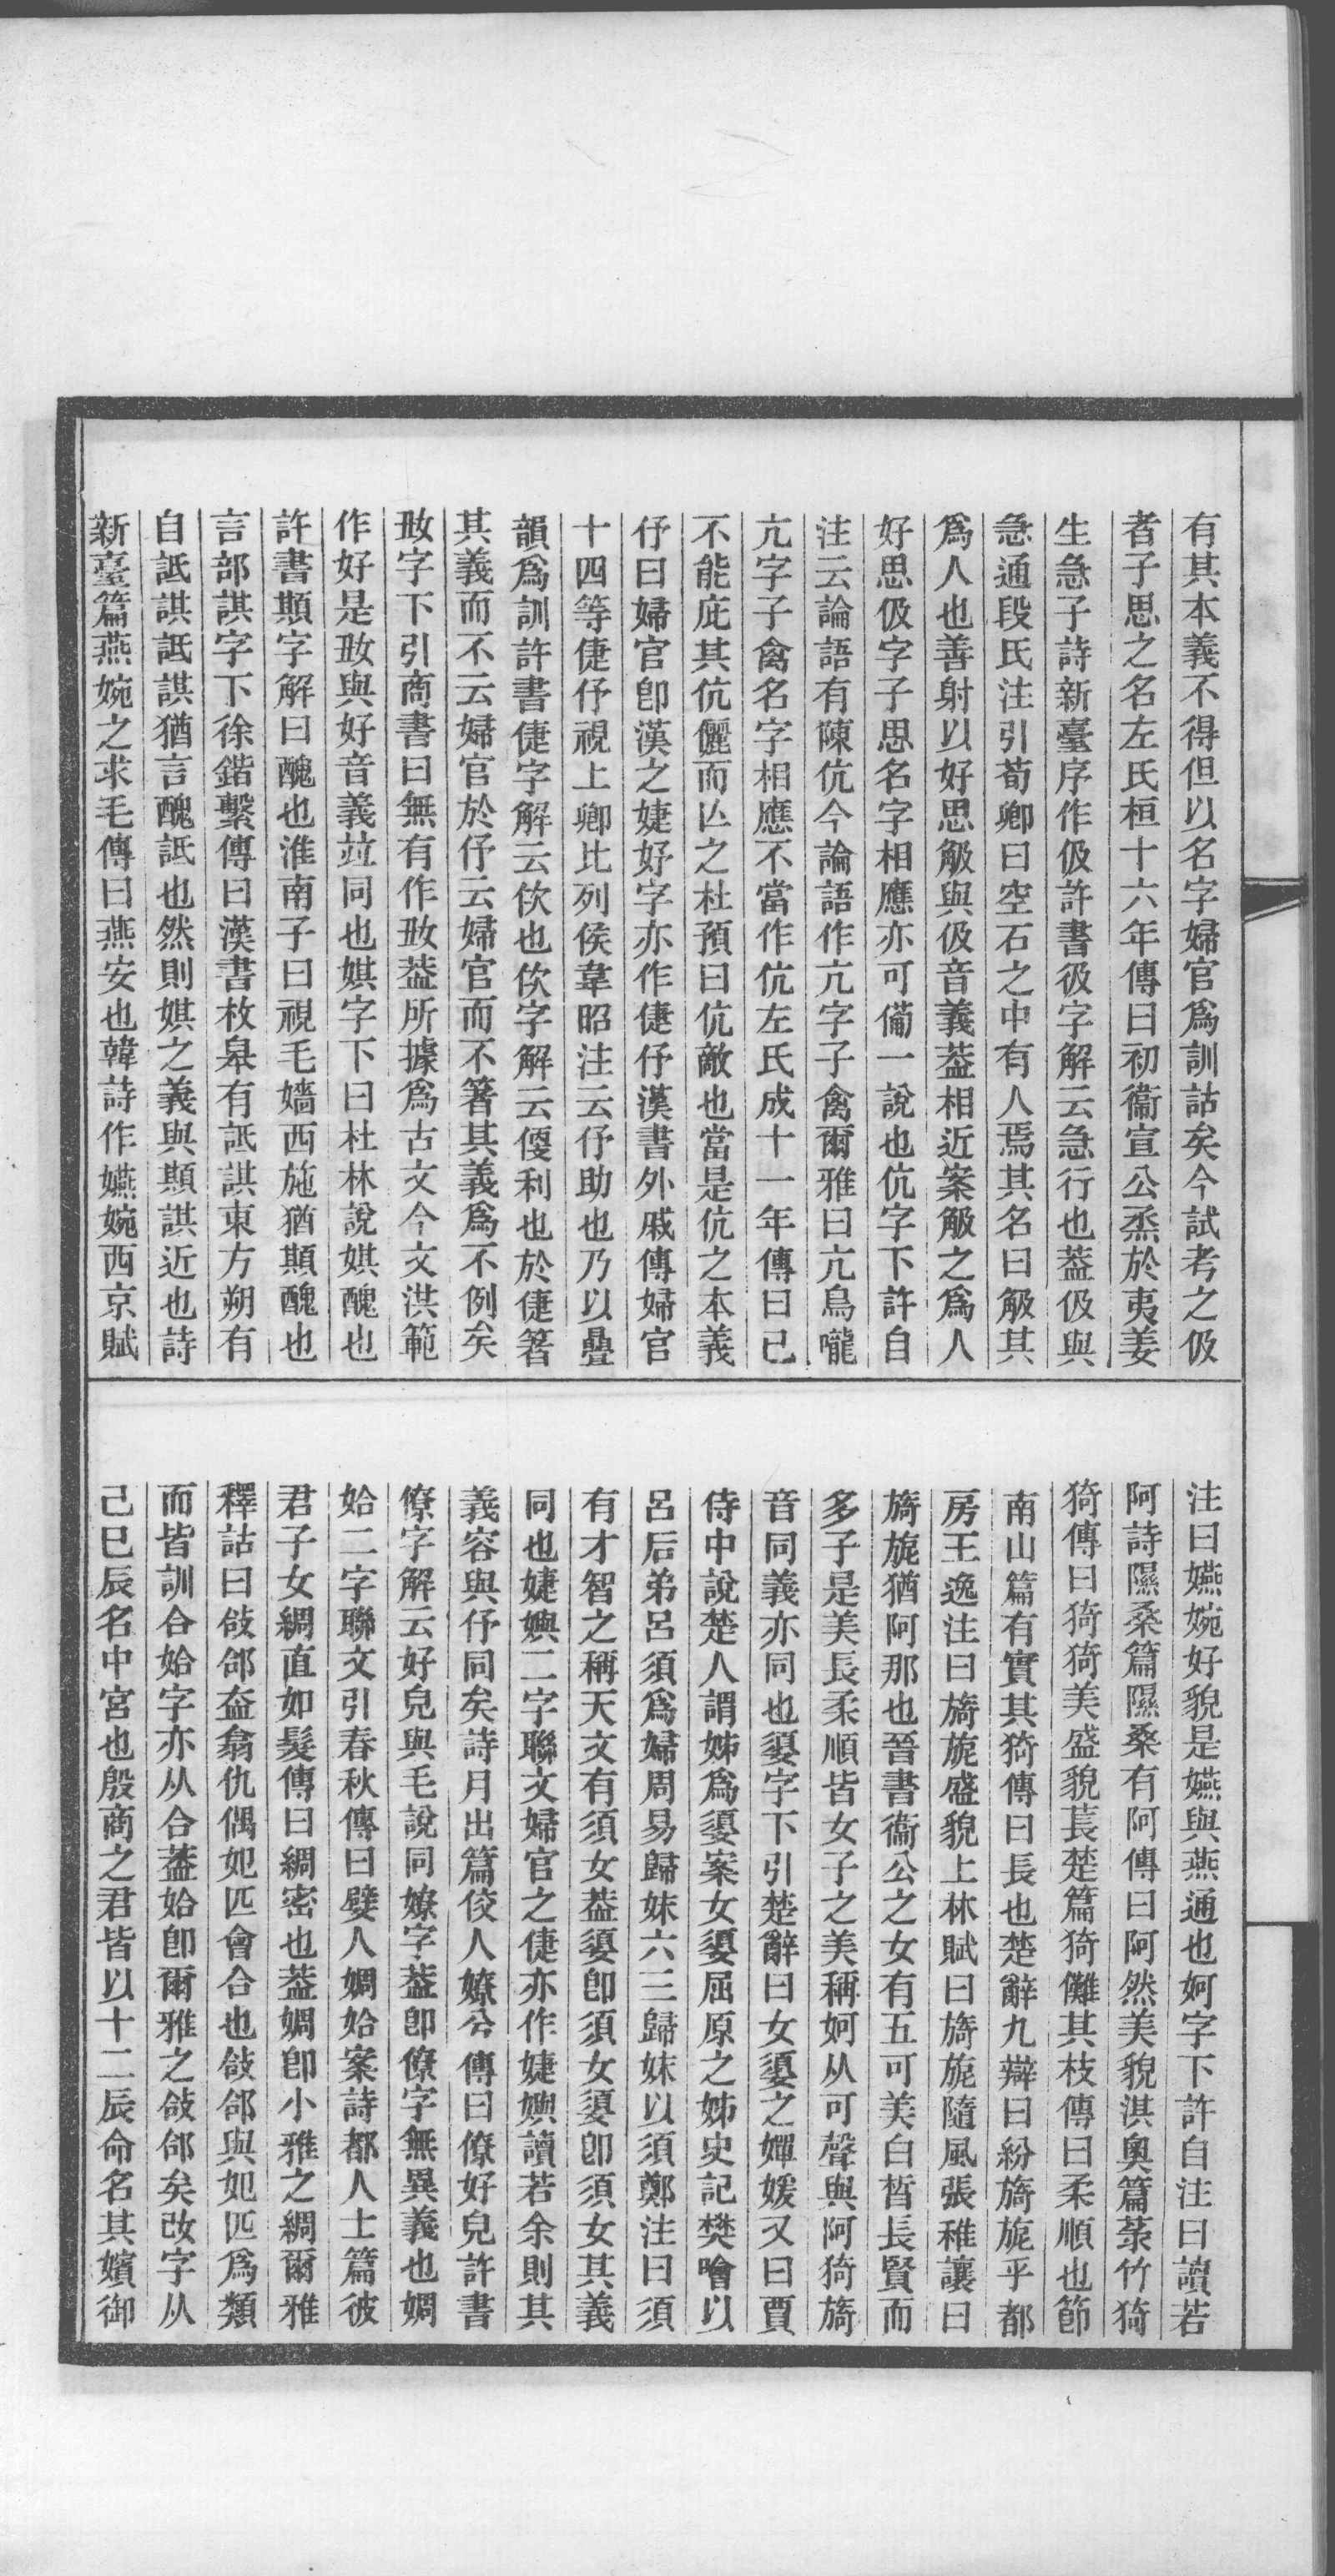 有其本義不得但以名字婦官爲訓詁矣今試考之伋
者子思之名左氏桓十六年傳曰初衞宣公烝於夷姜
生急子詩新臺序作伋許書彶字解云急行也葢伋與
急通段氏注引荀卿曰空石之中有人焉其名曰觙其
爲人也善射以好思觙與伋音義葢相近案觙之爲人
好思伋字子思名字相應亦可僃一說也伉字下許自
注云論語有陳伉今論語作亢字子禽爾雅曰亢鳥嚨
亢字子禽名字相應不當作伉左氏成十一年傳曰已
不能庇其伉儷而亾之杜預曰伉敵也當是伉之本義
伃曰婦官卽漢之婕妤字亦作倢伃漢書外戚傳婦官
十四等倢伃視上卿比列侯韋昭注云伃助也乃以疊
韻爲訓許書倢字解云佽也佽字解云便利也於倢箸
其義而不云婦官於伃云婦官而不箸其義爲不例矣
㚽字下引商書曰無有作㚽葢所據爲古文今文洪範
作好是㚽與好音義竝同也娸字下曰杜林說娸醜也
許書䫏字解曰醜也淮南子曰視毛嬙西施猶䫏醜也
言部諆字下徐鍇繫傳曰漢書枚皋有詆諆東方朔有
自詆諆詆諆猶言醜詆也然則娸之義與䫏諆近也詩
新臺篇燕婉之求毛傳曰燕安也韓詩作嬿婉西京賦
注曰嬿婉好貌是嬿與燕通也妸字下許自注曰讀若
阿詩隰桑篇隰桑有阿傳曰阿然美貌淇奧篇菉竹猗
猗傳曰猗猗美盛貌萇楚篇猗儺其枝傳曰柔順也節
南山篇有實其猗傳曰長也楚辭九辯曰紛旖旎乎都
房王逸注曰旖旎盛貌上林賦曰旖旎隨風張稚讓曰
旖旎猶阿那也晉書衞公之女有五可美白皙長賢而
多子是美長柔順皆女子之美稱妸从可聲與阿猗旖
音同義亦同也嬃字下引楚辭曰女嬃之嬋媛又曰賈
侍中說楚人謂姊爲嬃案女嬃屈原之姊史記樊噲以
呂后弟呂須爲婦周易歸妹六三歸妹以須鄭注曰須
有才智之稱天文有須女葢嬃卽須女嬃卽須女其義
同也婕嬩二字聯文婦官之倢亦作婕嬩讀若余則其
義容與伃同矣詩月出篇佼人嫽兮傳曰僚好皃許書
僚字解云好皃與毛說同嫽字葢卽僚字無異義也婤
姶二字聯文引春秋傳曰嬖人婤姶案詩都人士篇彼
君子女綢直如髮傳曰綢密也葢婤卽小雅之綢爾雅
釋詁曰敆郃盇翕仇偶妃匹會合也敆郃與妃匹爲類
而皆訓合姶字亦从合葢姶卽爾雅之敆郃矣改字从
己巳辰名中宮也殷商之君皆以十二辰命名其嬪御